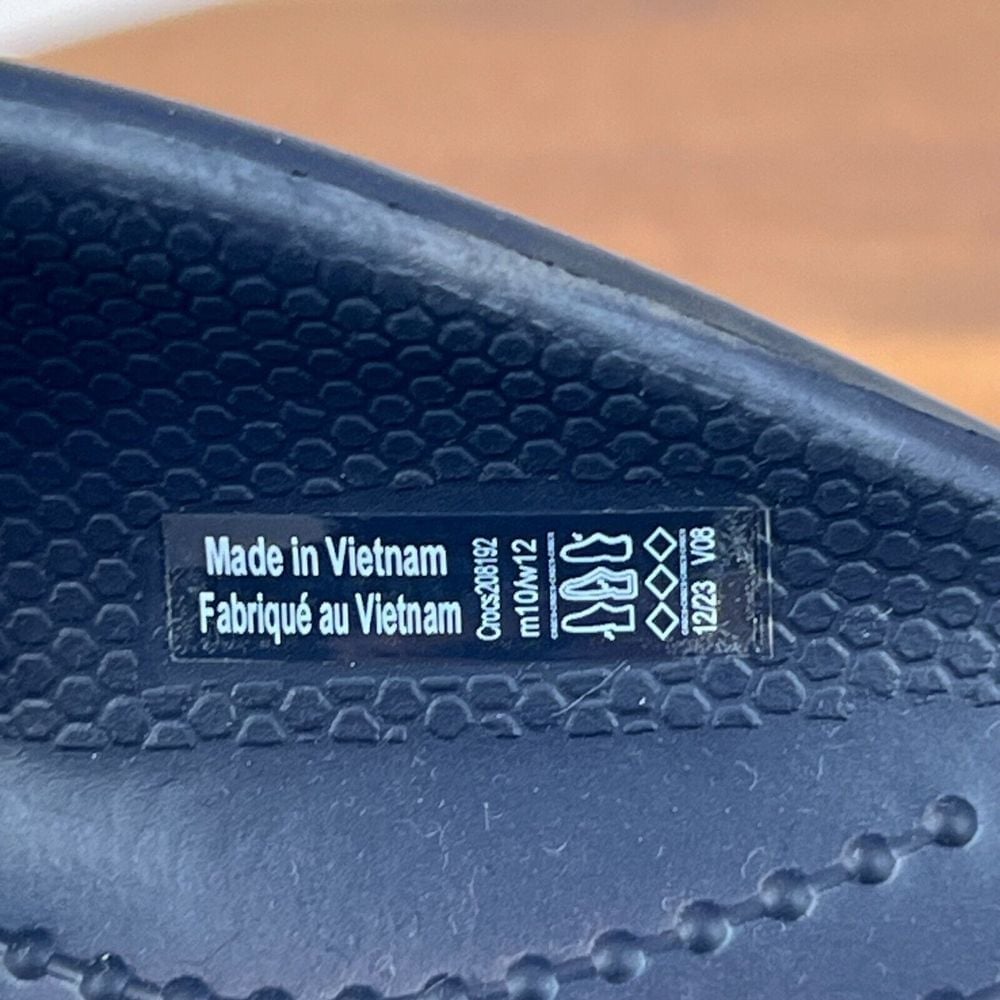 Made in Vietnam
Fabriqué au Vietnam
Crocs208192
m10/w12
12/23 V08